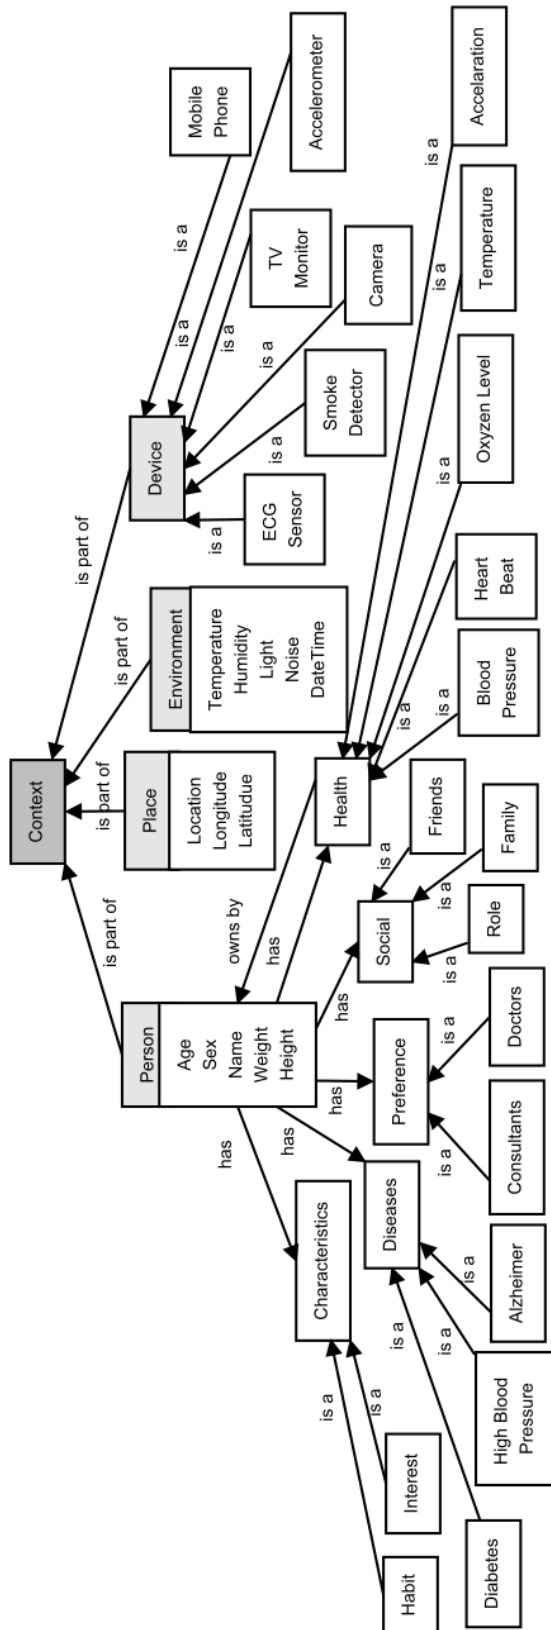 Context
is part of
is part of
is part of
is part of
Person
Age
Sex
Name
Weight
Height
Place
Location
Longitude
Latitudue
Environment
Temperature
Humidity
Light
Noise
DateTime
Device
is a
is a
is a
is a
is a
is a
ECG
Sensor
Smoke
Detector
Camera
TV
Monitor
Accelerometer
Mobile
Phone
has
has
has
has
has
owns by
Characteristics
Diseases
Preference
Social
Health
is a
is a
Habit
Interest
is a
is a
is a
Diabetes
High Blood
Pressure
Alzheimer
is a
is a
Consultants
Doctors
is a
is a
is a
Role
Family
Friends
is a
is a
is a
is a
is a
Blood
Pressure
Heart
Beat
Oxyzen Level
Temperature
Accelaration